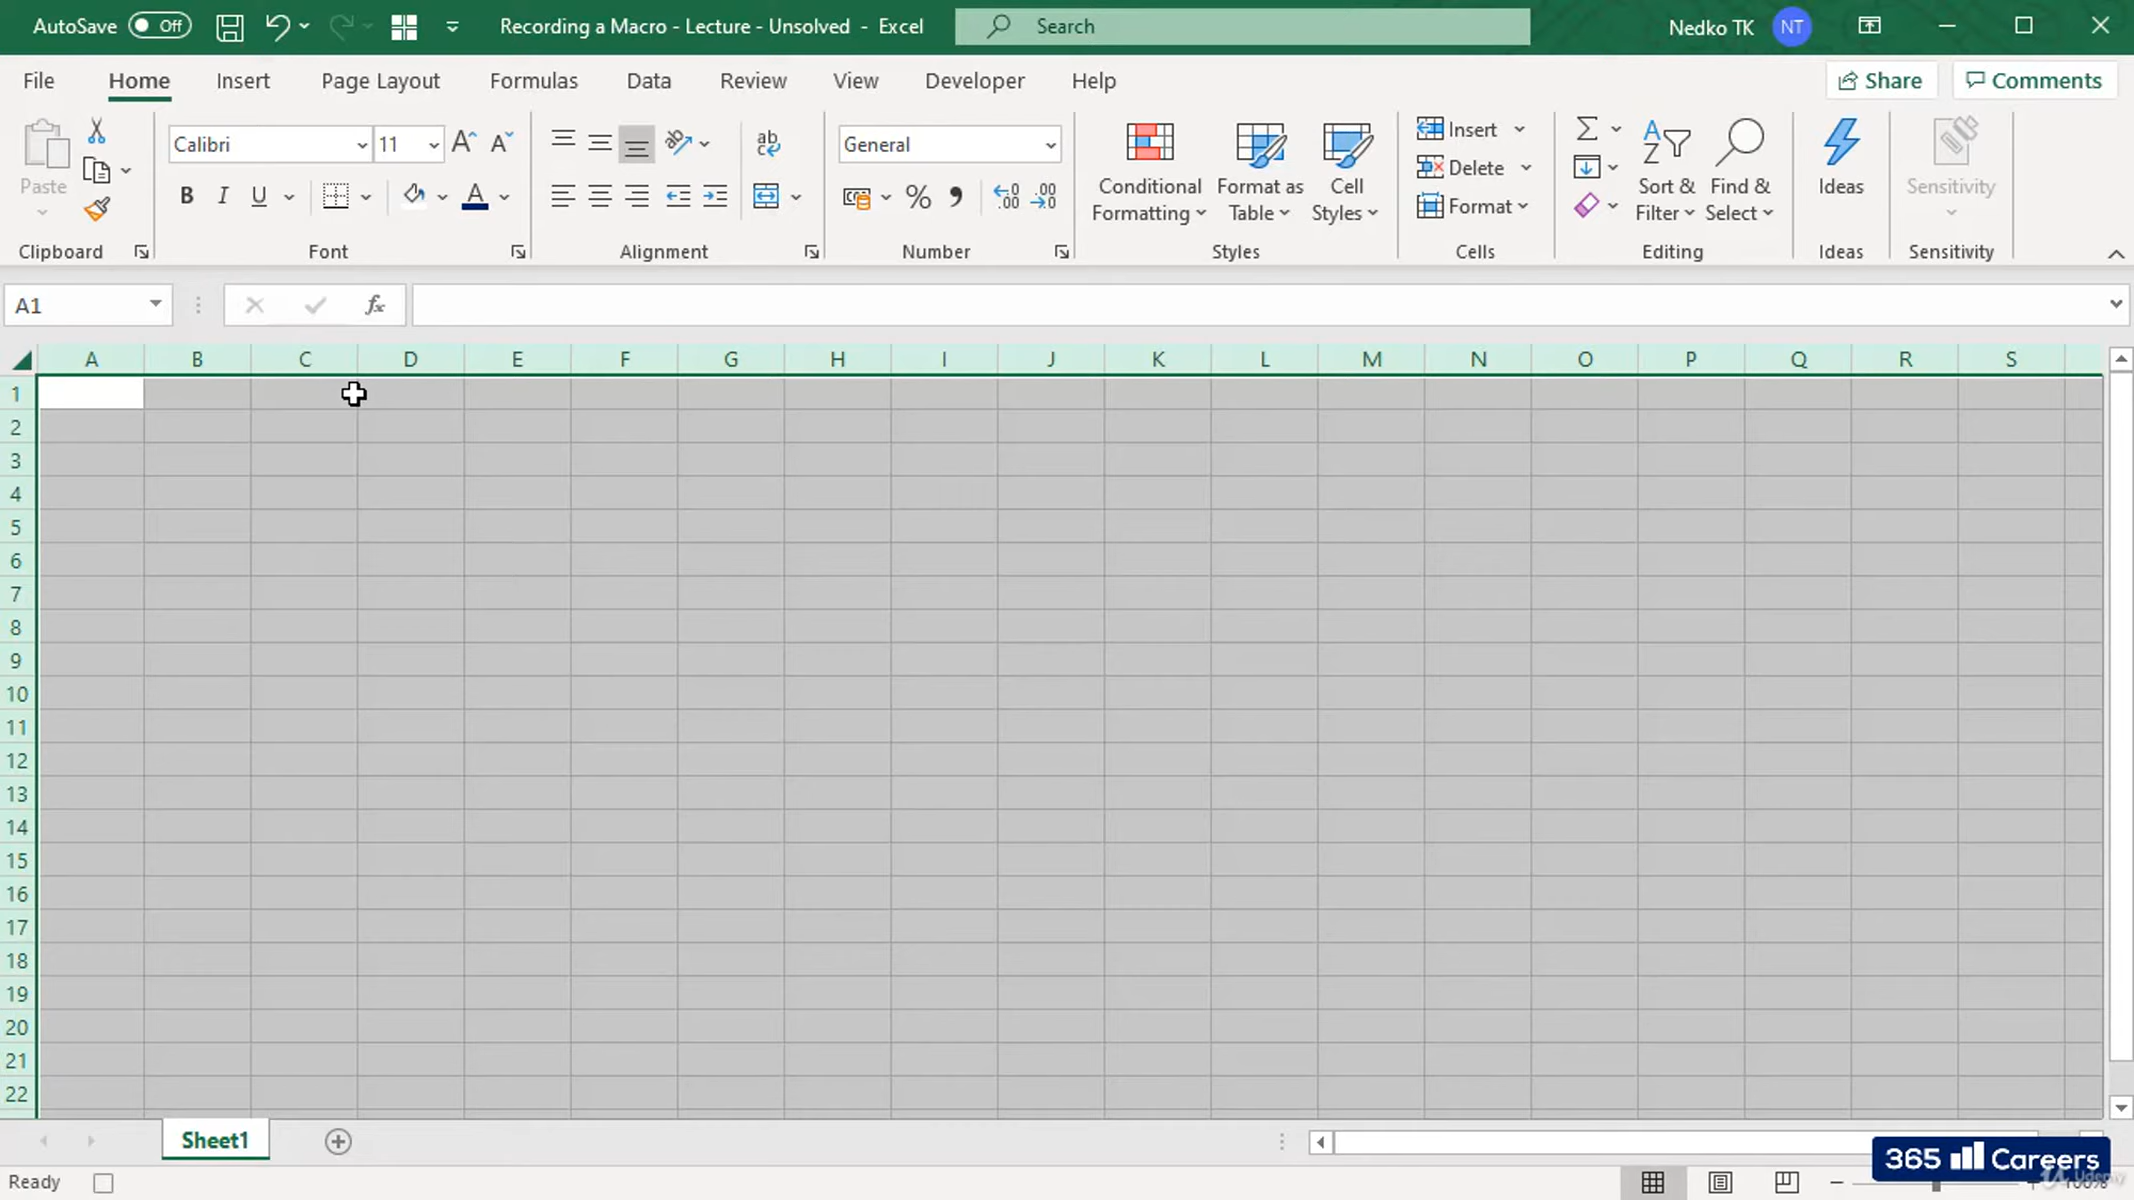 AutoSave Off Recording a Macro - Lecture - Unsolved - Excel Search Nedko TK NT
File Home Insert Page Layout Formulas Data Review View Developer Help Share Comments
Paste Calibri 11 General Conditional Formatting Format as Table Cell Styles Insert Delete Format Sort & Filter Find & Select Ideas Sensitivity
Clipboard Font Alignment Number Styles Cells Editing Ideas Sensitivity
A1
A B C D E F G H I J K L M N O P Q R S
1
2
3
4
5
6
7
8
9
10
11
12
13
14
15
16
17
18
19
20
21
22
Sheet1
365 Careers
Ready